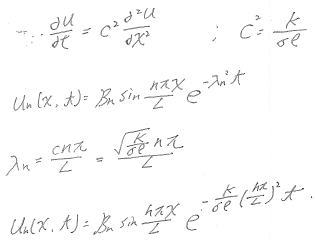 ∴ ∂u/∂t = C² ∂²u/∂x² ; C² = k/σρ
Uₙ(x, t) = Bₙ sin nπx/L e^(-λₙ² t)
λₙ = cnπ/L = √(k/σρ) nπ/L
Uₙ(x, t) = Bₙ sin nπx/L e^(-k/σρ (nπ/L)² t).